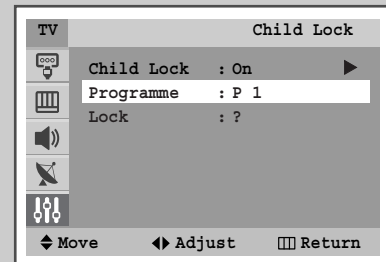 TV Child Lock
Child Lock : On ▶
Programme : P 1
Lock : ?
Move Adjust Return